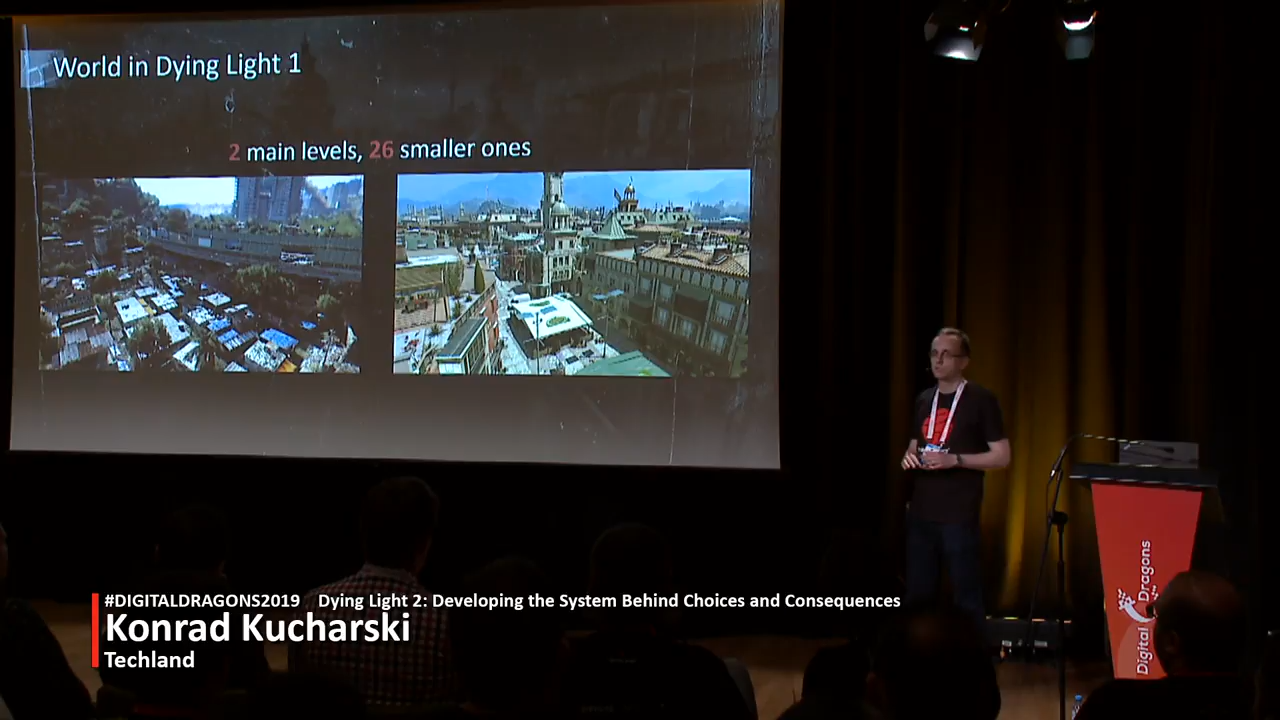 World in Dying Light 1
2 main levels, 26 smaller ones
#DIGITALDRAGONS2019 Dying Light 2: Developing the System Behind Choices and Consequences
Konrad Kucharski
Techland
Digital Dragons